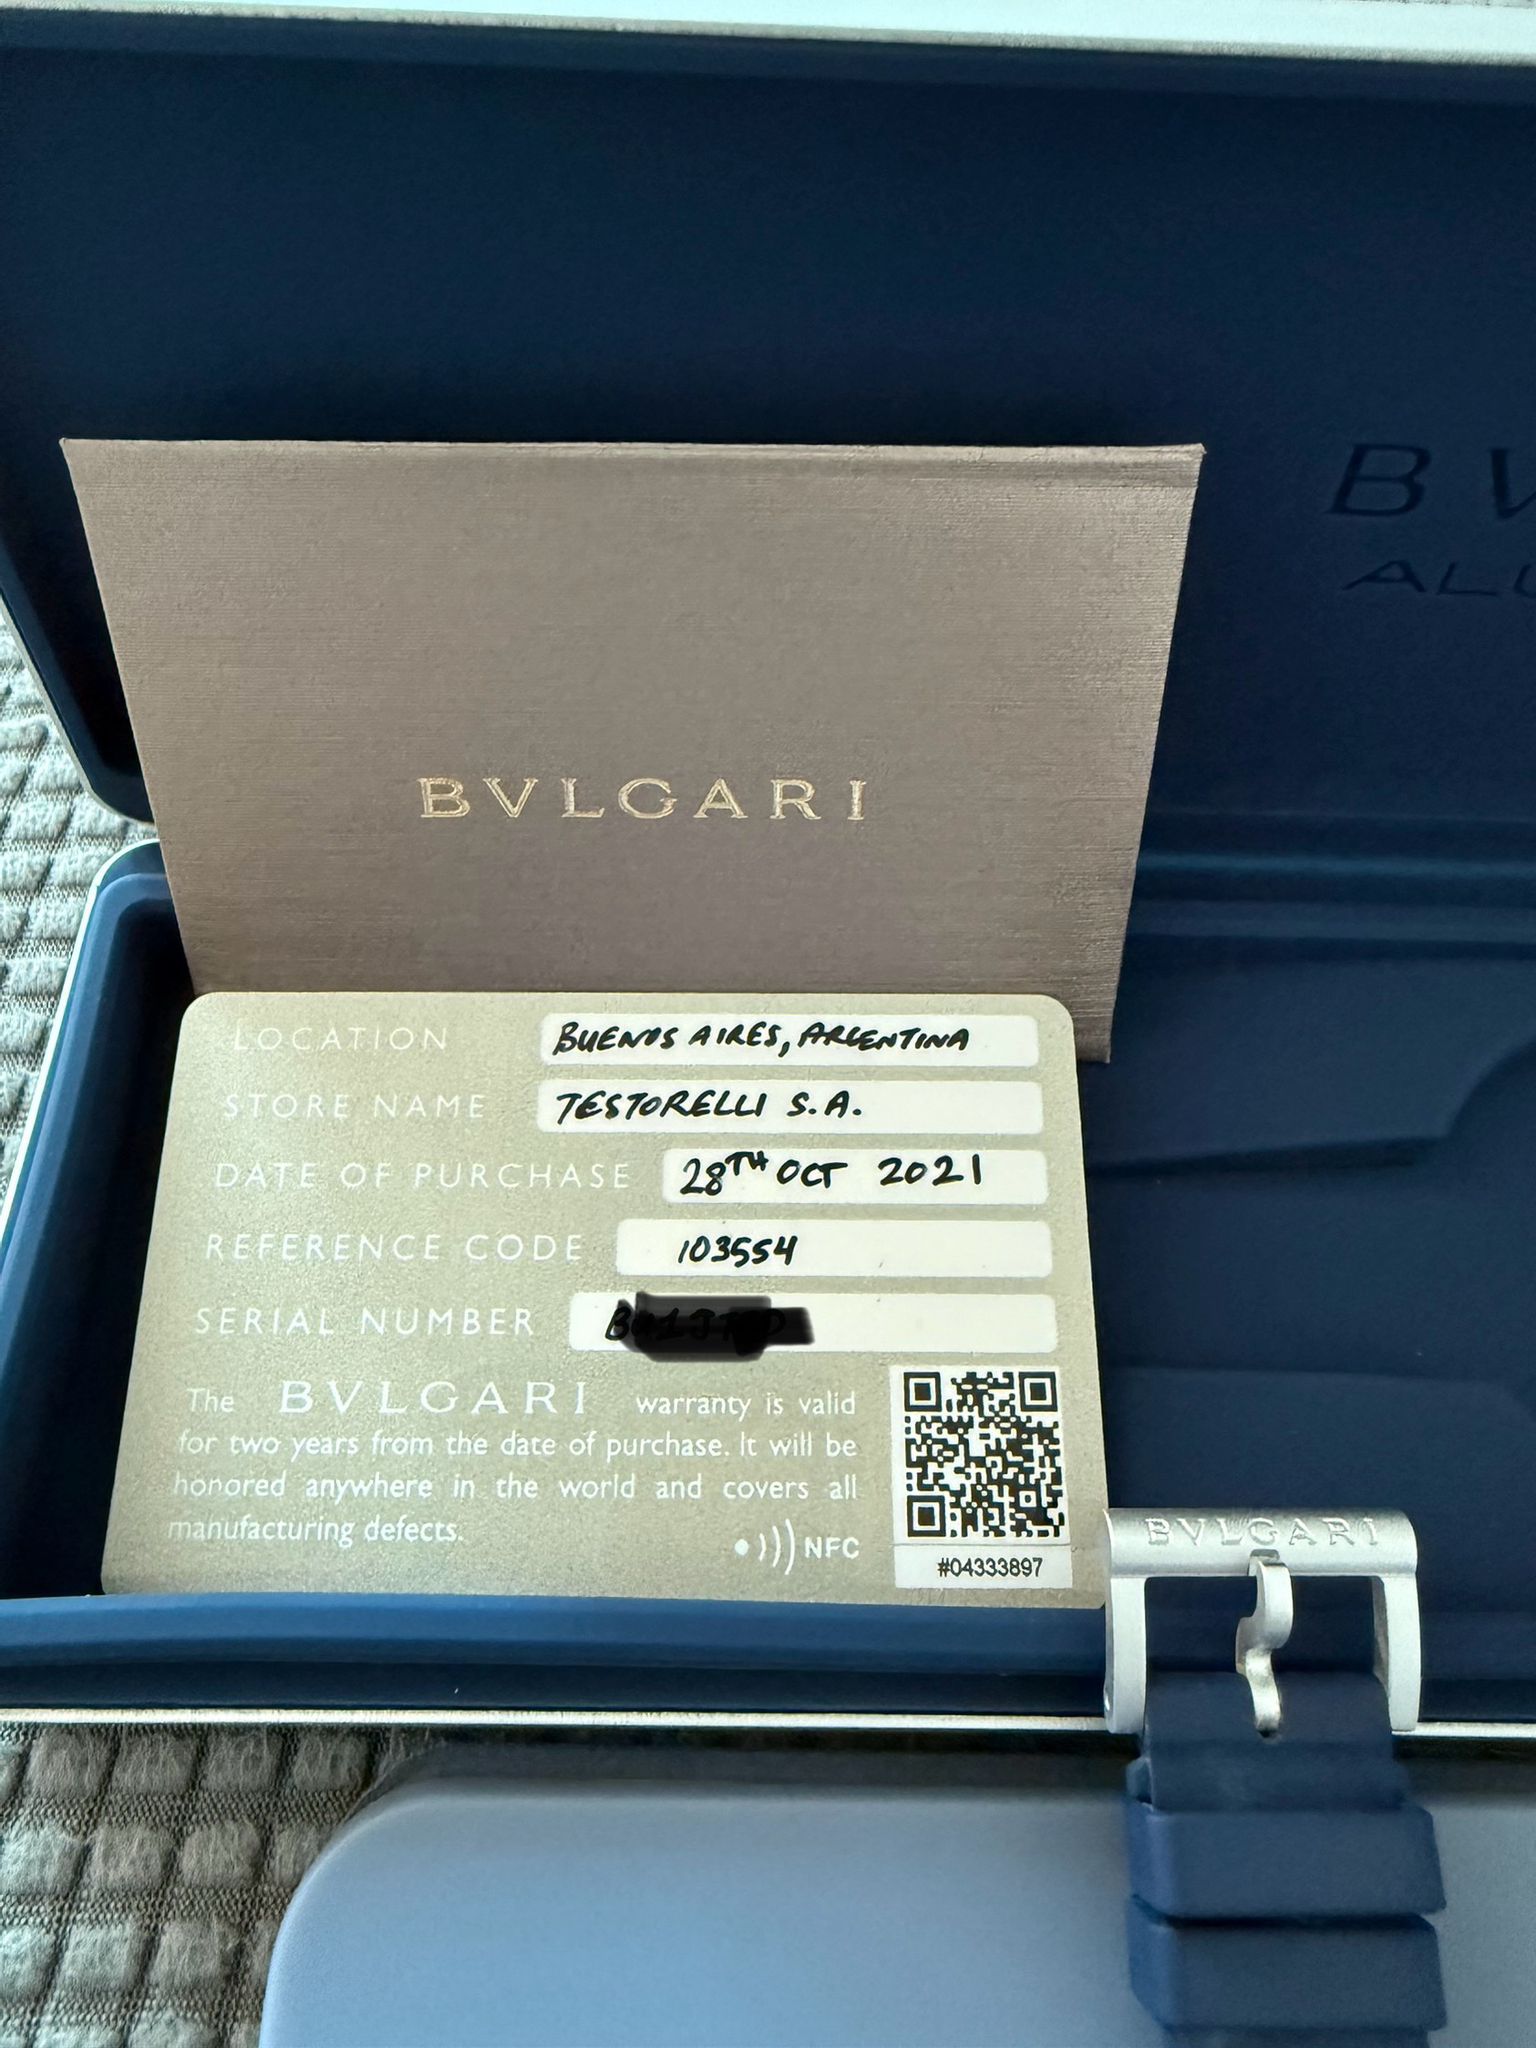 BVLGARI
LOCATION BUENOS AIRES, ARGENTINA
STORE NAME TESTORELLI S.A.
DATE OF PURCHASE 28TH OCT 2021
REFERENCE CODE 103554
SERIAL NUMBER
The BVLGARI warranty is valid
for two years from the date of purchase. It will be
honored anywhere in the world and covers all
manufacturing defects.
NFC
#04333897
BVLGARI